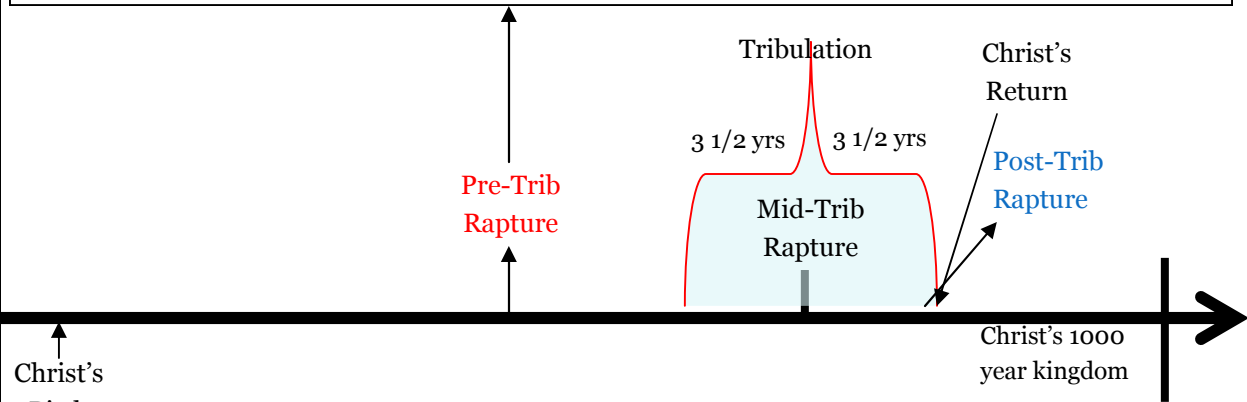 Tribulation
Christ's
Return
3 1/2 yrs
3 1/2 yrs
Post-Trib
Rapture
Pre-Trib
Rapture
Mid-Trib
Rapture
Christ's 1000
year kingdom
Christ's